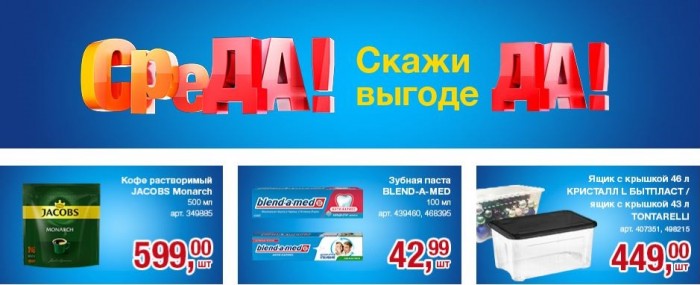 СреДА!
Скажи
выгоде
ДА!
Кофе растворимый
JACOBS Monarch
500 мл
арт. 349885
JACOBS
MONARCH
599,00
шт
Зубная паста
BLEND-A-MED
100 мл
арт. 439460, 468395
blend-a-med
blend-a-med
42,99
шт
Ящик с крышкой 46 л
КРИСТАЛЛ L БЫТПЛАСТ /
ящик с крышкой 43 л
TONTARELLI
арт. 407351, 498215
449,00
шт